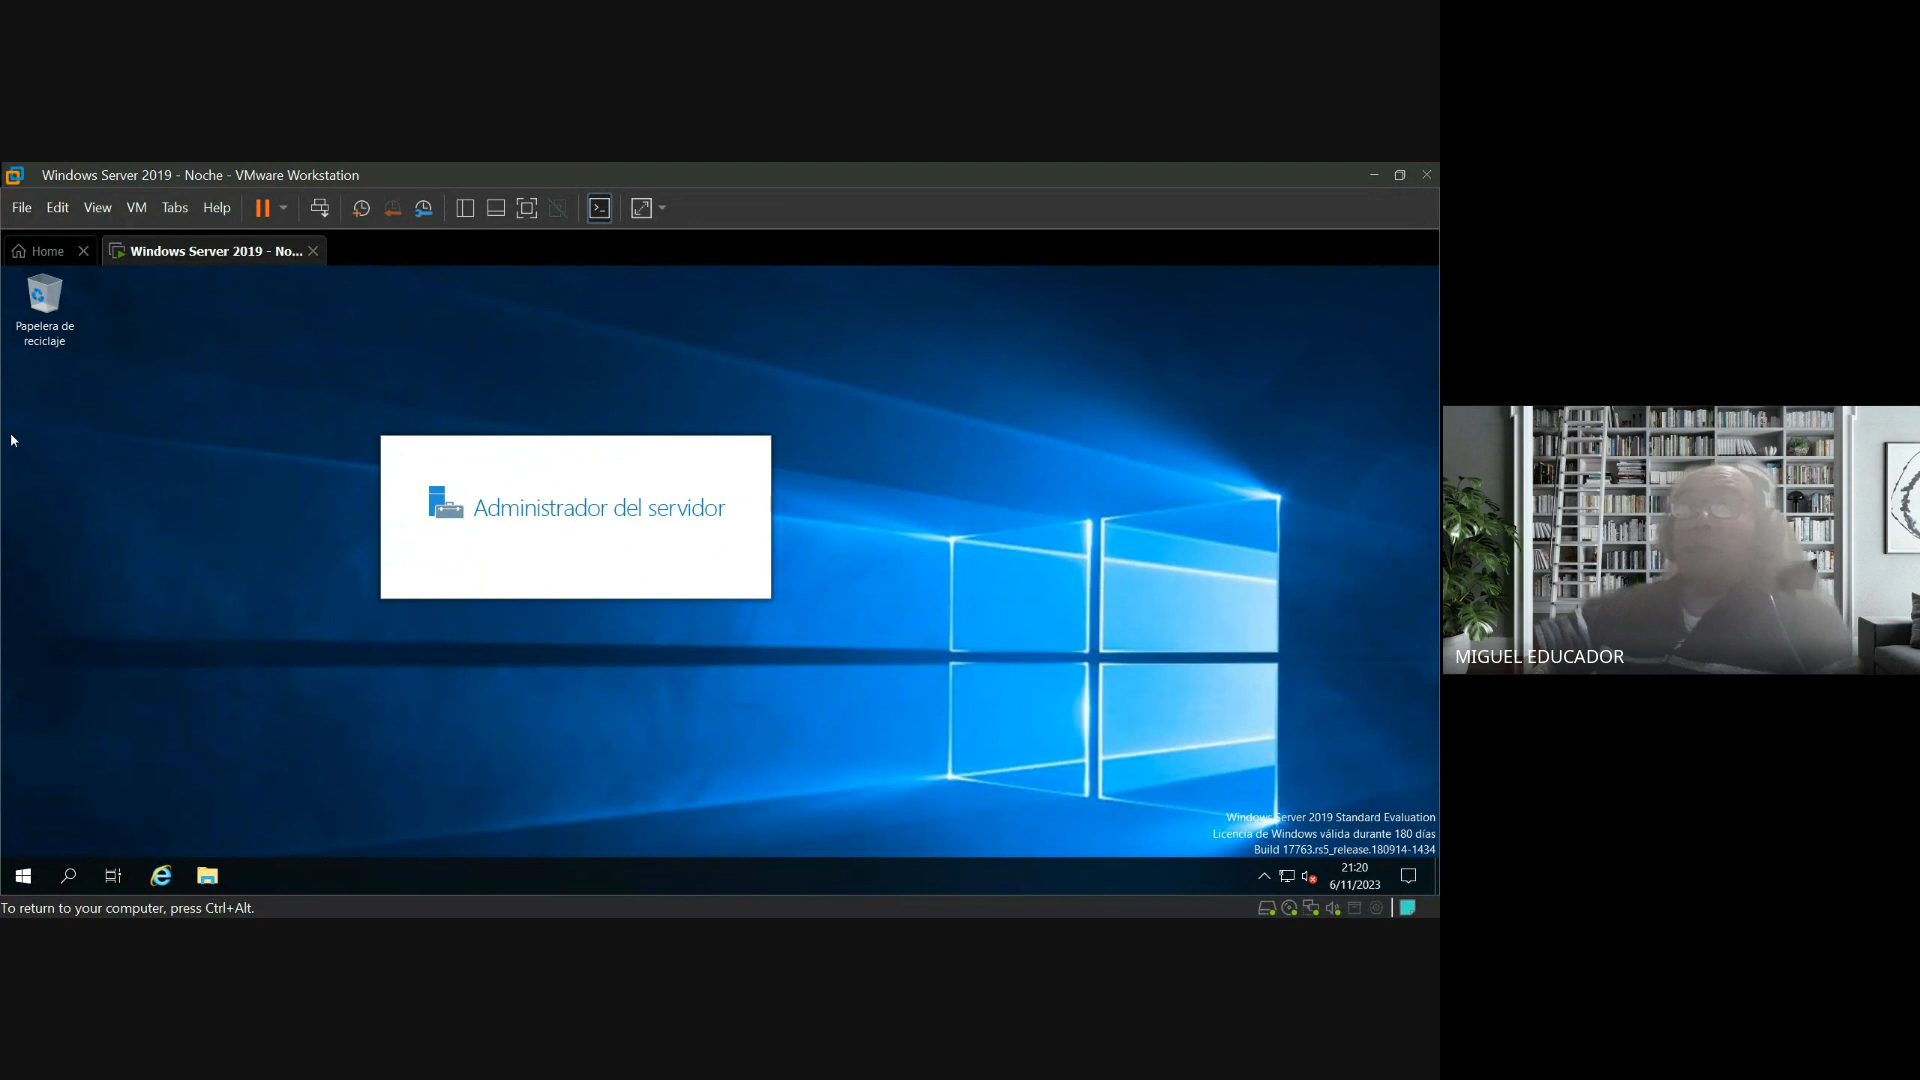 Windows Server 2019 - Noche - VMware Workstation
File Edit View VM Tabs Help
Home
Windows Server 2019 - No...
Papelera de
reciclaje
Administrador del servidor
MIGUEL EDUCADOR
Windows Server 2019 Standard Evaluation
Licencia de Windows válida durante 180 días
Build 17763.rs5_release.180914-1434
21:20
6/11/2023
To return to your computer, press Ctrl+Alt.